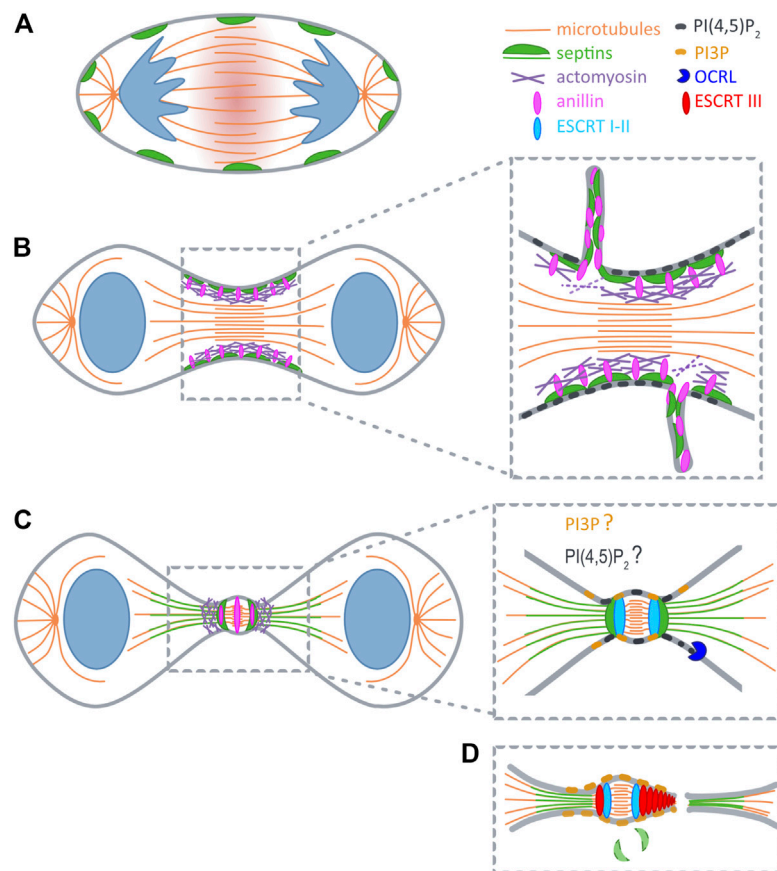 A
microtubules
septins
actomyosin
anillin
ESCRT I-II
PI(4,5)P₂
PI3P
OCRL
ESCRT III
B
C
PI3P ?
PI(4,5)P₂?
D